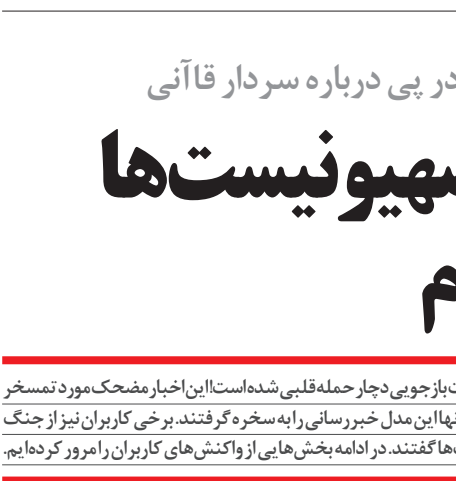 در پی درباره سردار قاآنی
صهیونیست‌ها
م
بازجویی دچار حمله قلبی شده است! این اخبار مضحک مورد تمسخر
این مدل خبررسانی را به سخره گرفتند. برخی کاربران نیز از جنگ
گفتند. در ادامه بخش‌هایی از واکنش‌های کاربران را مرور کرده‌ایم.